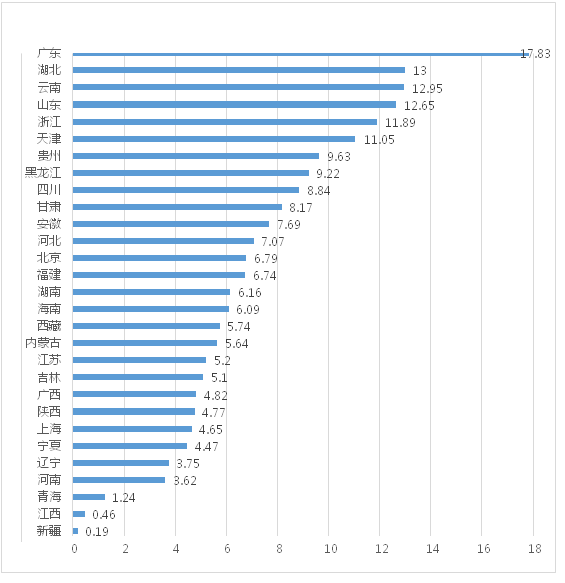 广东 17.83
湖北 13
云南 12.95
山东 12.65
浙江 11.89
天津 11.05
贵州 9.63
黑龙江 9.22
四川 8.84
甘肃 8.17
安徽 7.69
河北 7.07
北京 6.79
福建 6.74
湖南 6.16
海南 6.09
西藏 5.74
内蒙古 5.64
江苏 5.2
吉林 5.1
广西 4.82
陕西 4.77
上海 4.65
宁夏 4.47
辽宁 3.75
河南 3.62
青海 1.24
江西 0.46
新疆 0.19
0 2 4 6 8 10 12 14 16 18